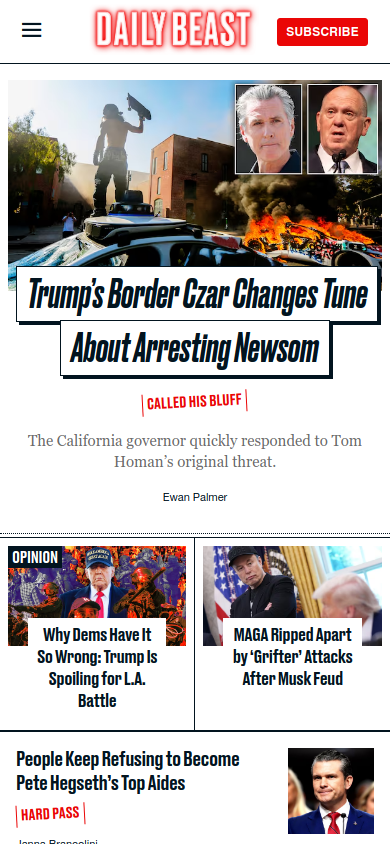 DAILY BEAST
SUBSCRIBE
Trump's Border Czar Changes Tune
About Arresting Newsom
CALLED HIS BLUFF
The California governor quickly responded to Tom
Homan's original threat.
Ewan Palmer
OPINION
Why Dems Have It
So Wrong: Trump Is
Spoiling for L.A.
Battle
MAGA Ripped Apart
by ‘Grifter’ Attacks
After Musk Feud
People Keep Refusing to Become
Pete Hegseth’s Top Aides
HARD PASS